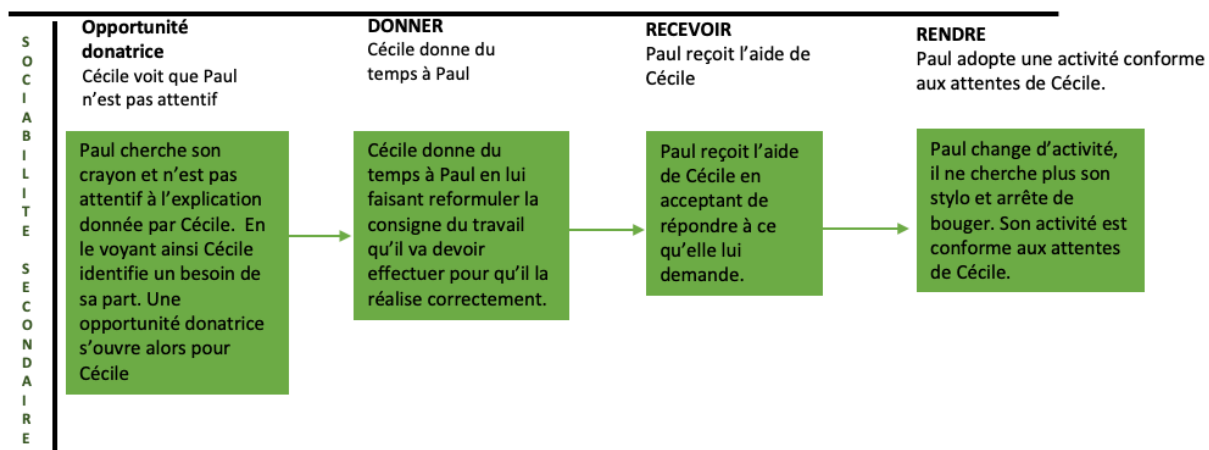 SOCIABILITE SECONDAIRE
Opportunité
donatrice
Cécile voit que Paul
n'est pas attentif
DONNER
Cécile donne du
temps à Paul
RECEVOIR
Paul reçoit l'aide de
Cécile
RENDRE
Paul adopte une activité conforme
aux attentes de Cécile.
Paul cherche son
crayon et n'est pas
attentif à l'explication
donnée par Cécile.  En
le voyant ainsi Cécile
identifie un besoin de
sa part. Une
opportunité donatrice
s'ouvre alors pour
Cécile
Cécile donne du
temps à Paul en lui
faisant reformuler la
consigne du travail
qu'il va devoir
effectuer pour qu'il la
réalise correctement.
Paul reçoit l'aide
de Cécile en
acceptant de
répondre à ce
qu'elle lui
demande.
Paul change d'activité,
il ne cherche plus son
stylo et arrête de
bouger. Son activité est
conforme aux attentes
de Cécile.